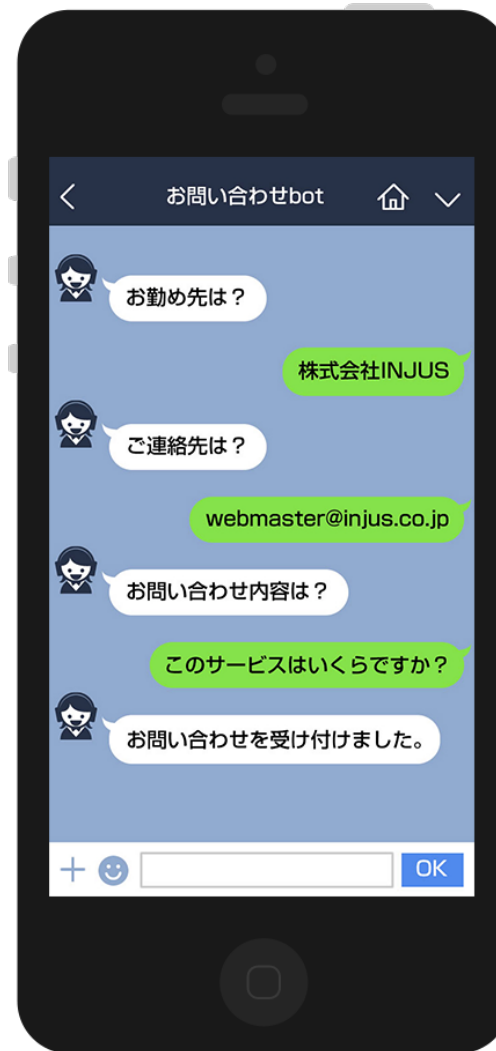 お問い合わせbot
お勤め先は？
株式会社INJUS
ご連絡先は？
webmaster@injus.co.jp
お問い合わせ内容は？
このサービスはいくらですか？
お問い合わせを受け付けました。
OK